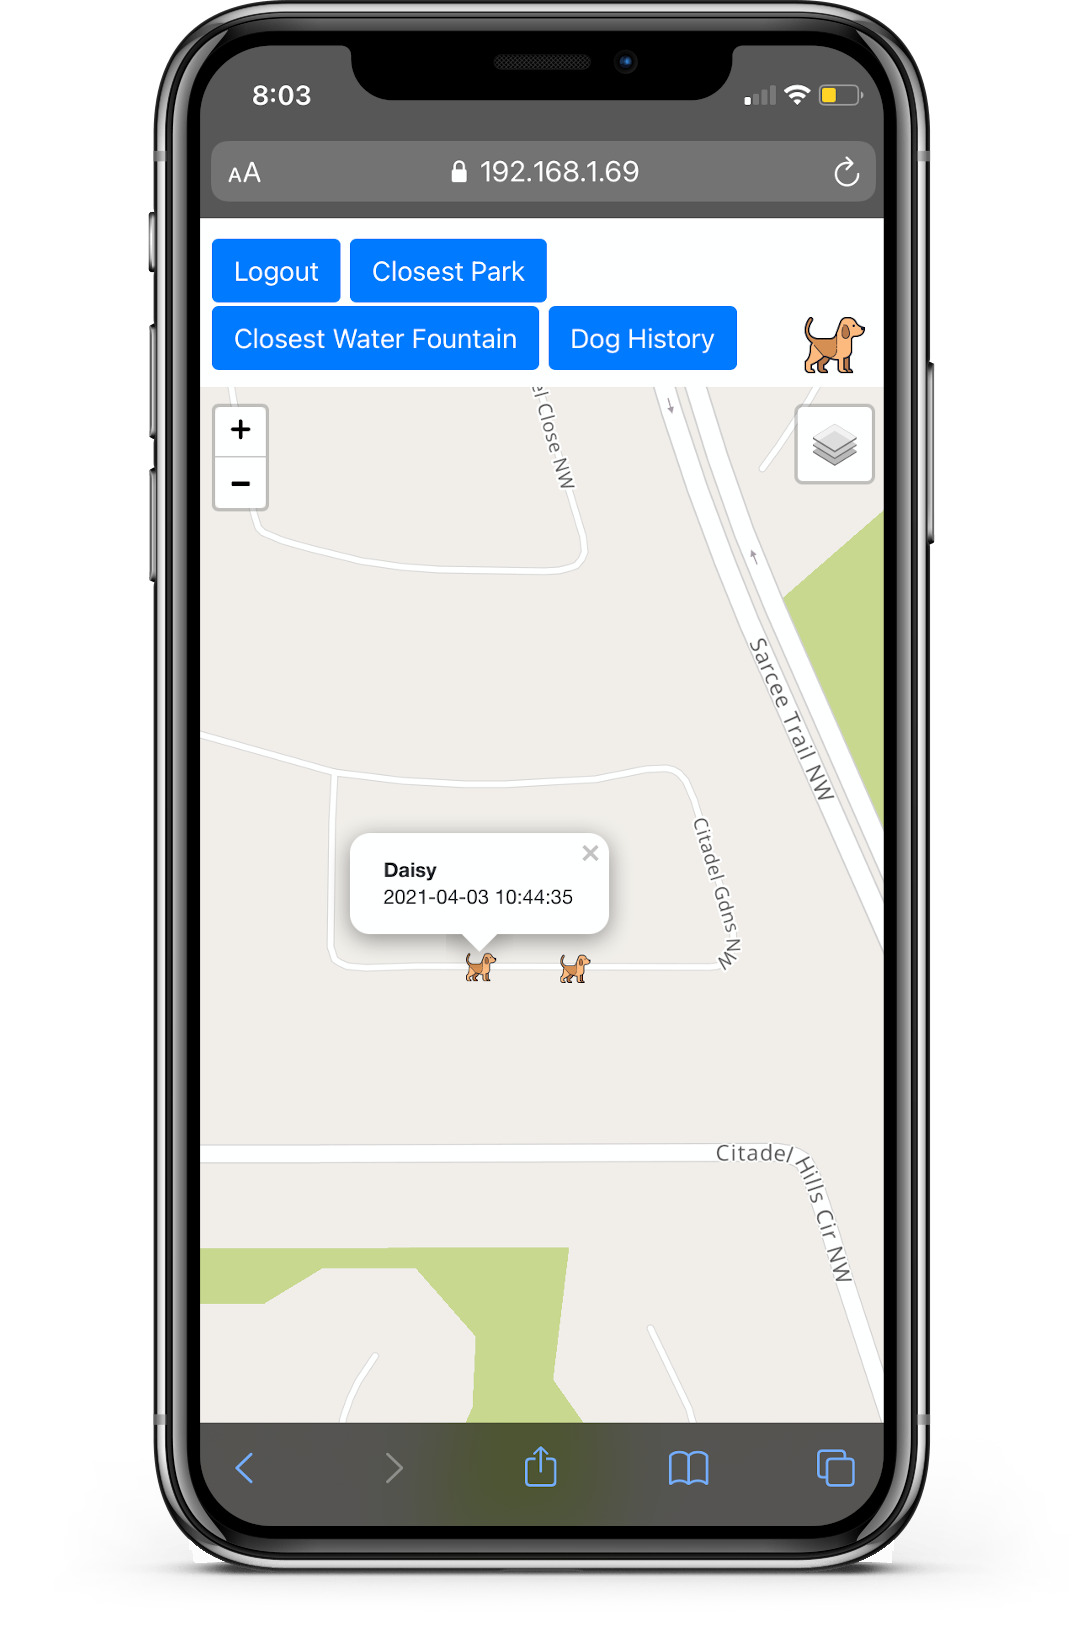 8:03
AA 192.168.1.69
Logout Closest Park
Closest Water Fountain Dog History
+
el Close NW
−
Sarcee Trail NW
Citadel Gdns NW
Daisy ×
2021-04-03 10:44:35
Citadel Hills Cir NW